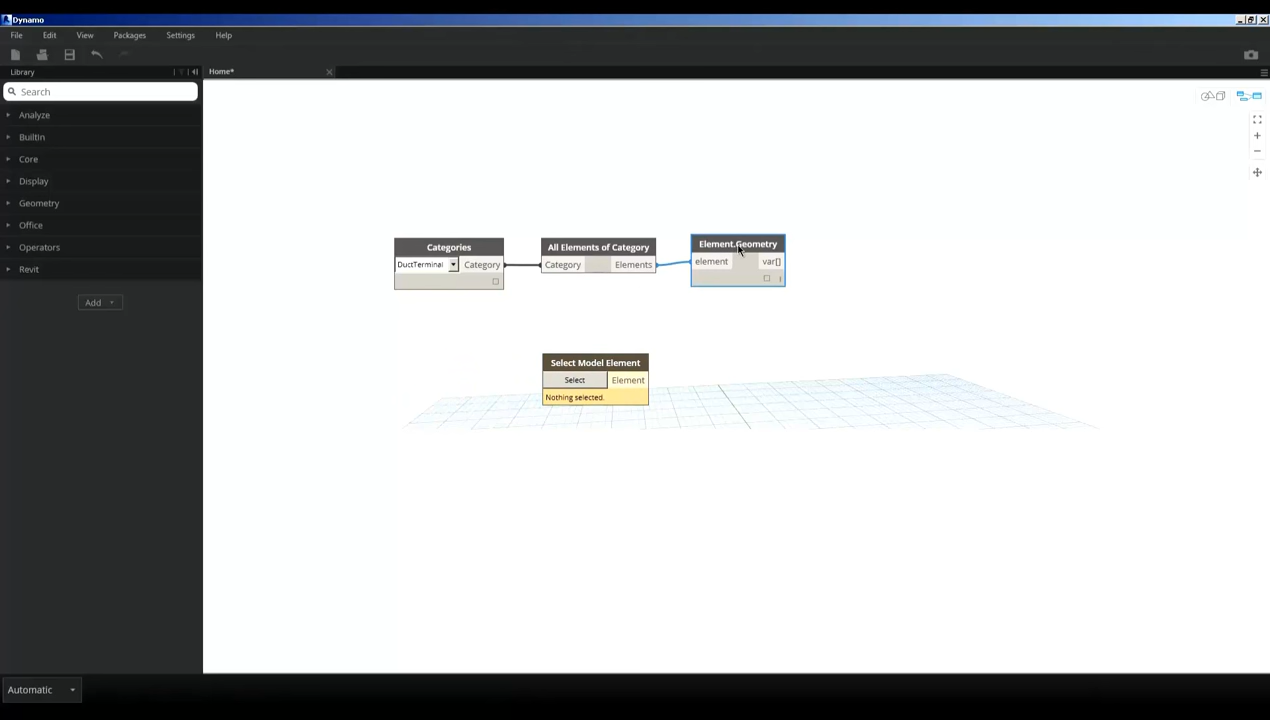 Dynamo
File Edit View Packages Settings Help
Library
Home*
Search
Analyze
BuiltIn
Core
Display
Geometry
Office
Operators
Revit
Add
Categories
DuctTerminal Category
All Elements of Category
Category Elements
Element.Geometry
element var[]
Select Model Element
Select Element
Nothing selected.
Automatic